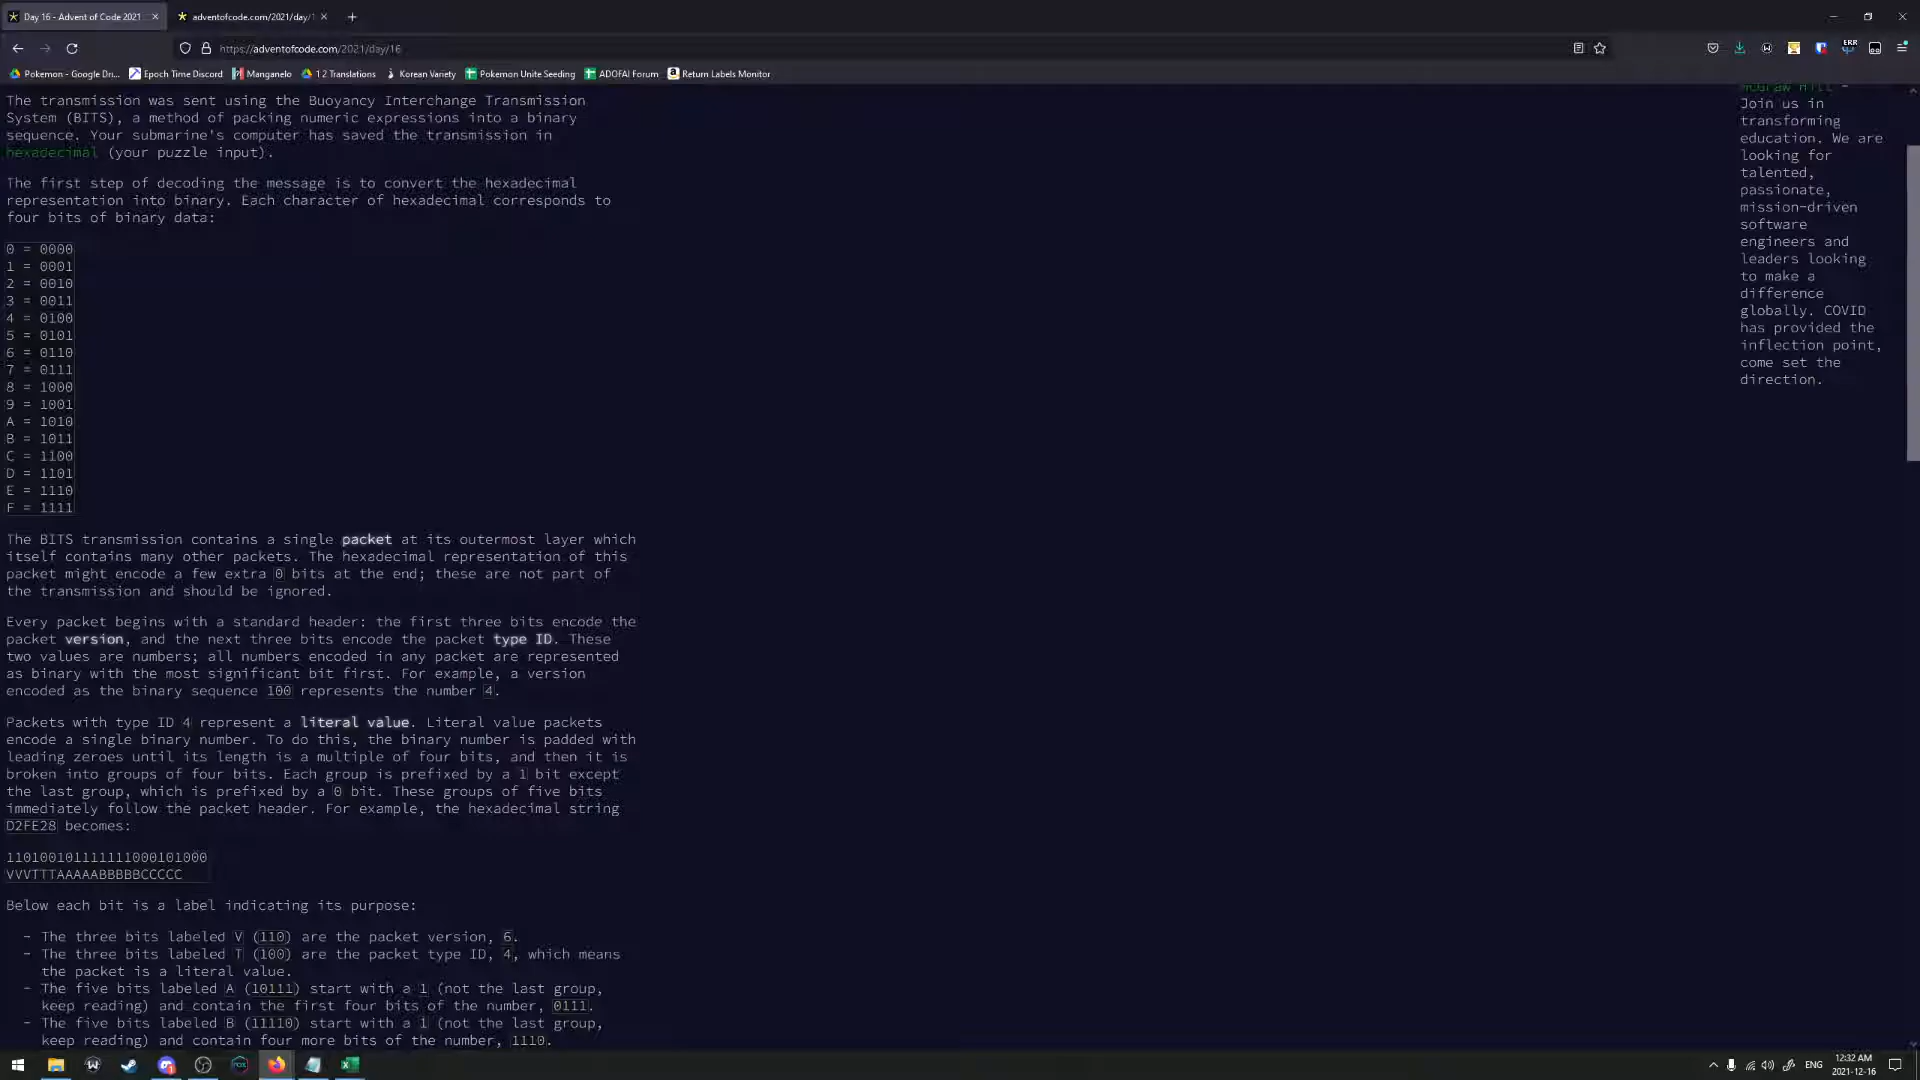 Day 16 - Advent of Code 2021
adventofcode.com/2021/day/1
https://adventofcode.com/2021/day/16
ERR
Pokemon - Google Dri...
Epoch Time Discord
Manganelo
1 2 Translations
Korean Variety
Pokemon Unite Seeding
ADOFAI Forum
Return Labels Monitor
The transmission was sent using the Buoyancy Interchange Transmission
System (BITS), a method of packing numeric expressions into a binary
sequence. Your submarine's computer has saved the transmission in
hexadecimal (your puzzle input).
The first step of decoding the message is to convert the hexadecimal
representation into binary. Each character of hexadecimal corresponds to
four bits of binary data:
0 = 0000
1 = 0001
2 = 0010
3 = 0011
4 = 0100
5 = 0101
6 = 0110
7 = 0111
8 = 1000
9 = 1001
A = 1010
B = 1011
C = 1100
D = 1101
E = 1110
F = 1111
The BITS transmission contains a single packet at its outermost layer which
itself contains many other packets. The hexadecimal representation of this
packet might encode a few extra 0 bits at the end; these are not part of
the transmission and should be ignored.
Every packet begins with a standard header: the first three bits encode the
packet version, and the next three bits encode the packet type ID. These
two values are numbers; all numbers encoded in any packet are represented
as binary with the most significant bit first. For example, a version
encoded as the binary sequence 100 represents the number 4.
Packets with type ID 4 represent a literal value. Literal value packets
encode a single binary number. To do this, the binary number is padded with
leading zeroes until its length is a multiple of four bits, and then it is
broken into groups of four bits. Each group is prefixed by a 1 bit except
the last group, which is prefixed by a 0 bit. These groups of five bits
immediately follow the packet header. For example, the hexadecimal string
D2FE28 becomes:
110100101111111000101000
VVVTTTAAAAABBBBBCCCCC
Below each bit is a label indicating its purpose:
- The three bits labeled V (110) are the packet version, 6.
- The three bits labeled T (100) are the packet type ID, 4, which means
the packet is a literal value.
- The five bits labeled A (10111) start with a 1 (not the last group,
keep reading) and contain the first four bits of the number, 0111.
- The five bits labeled B (11110) start with a 1 (not the last group,
keep reading) and contain four more bits of the number, 1110.
McGraw Hill -
Join us in
transforming
education. We are
looking for
talented,
passionate,
mission-driven
software
engineers and
leaders looking
to make a
difference
globally. COVID
has provided the
inflection point,
come set the
direction.
ENG
12:32 AM
2021-12-16